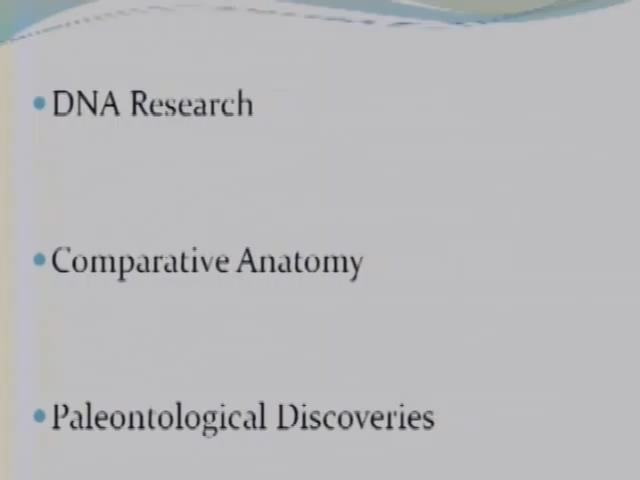 • DNA Research
• Comparative Anatomy
• Paleontological Discoveries